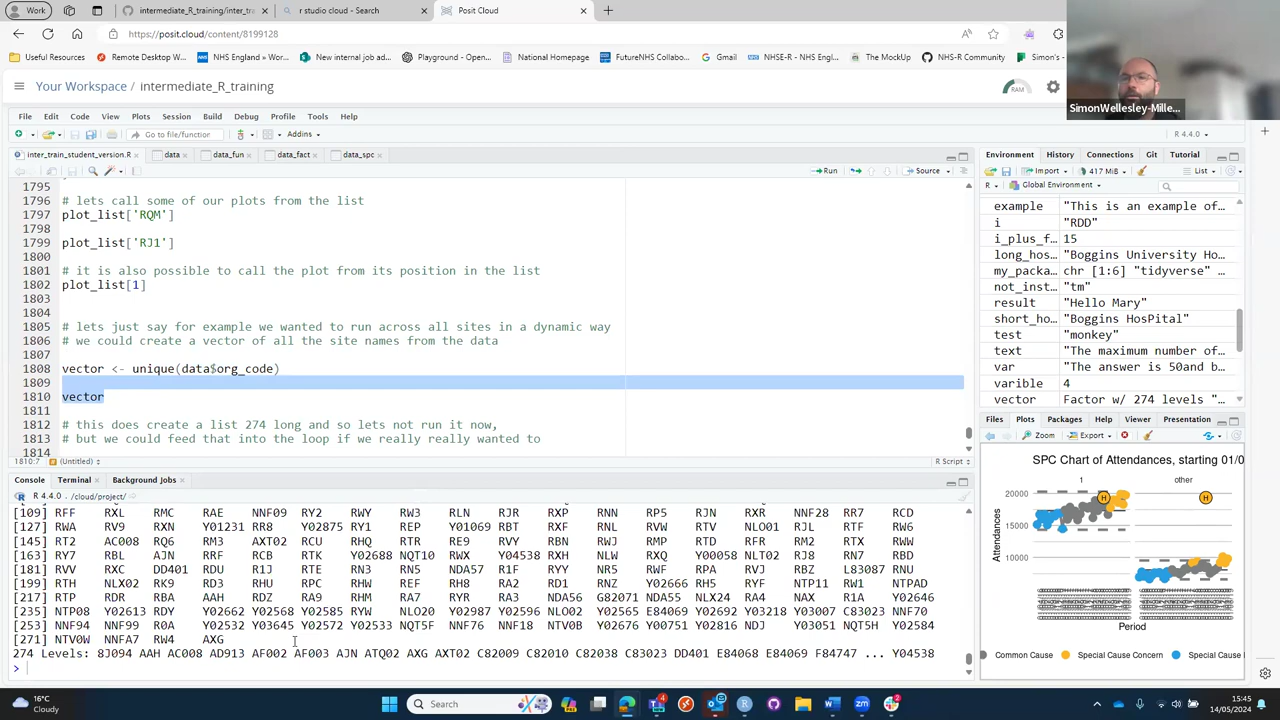 Work
intermediate_R_training/inter_tra
r studio cloud - Search
Posit Cloud
https://posit.cloud/content/8199128
Useful Resources
Remote Desktop W...
NHS England » Wor...
New internal job ad...
Playground - Open...
National Homepage
FutureNHS Collabo...
Gmail
NHSE-R - NHS Engl...
The MockUp
NHS-R Community
Simon's
Your Workspace / intermediate_R_training
RAM
SimonWellesley-Mille...
File Edit Code View Plots Session Build Debug Profile Tools Help
Go to file/function
Addins
R 4.4.0
inter_train_student_version.R
data
data_fun
data_fact
data_spc
Run
Source
1795
1796 # lets call some of our plots from the list
1797 plot_list['RQM']
1798
1799 plot_list['RJ1']
1800
1801 # it is also possible to call the plot from its position in the list
1802 plot_list[1]
1803
1804
1805 # lets just say for example we wanted to run across all sites in a dynamic way
1806 # we could create a vector of all the site names from the data
1807
1808 vector <- unique(data$org_code)
1809
1810 vector
1811
1812 # this does create a list 274 long and so lets not run it now,
1813 # but we could feed that into the loop if we really really wanted to
1814
1810:7 (Untitled) R Script
Console Terminal Background Jobs
R 4.4.0 . /cloud/project/
[109] RFF RXL RMC RAE NNF09 RY2 RWY RW3 RLN RJR RXP RNN RP5 RJN RXR NNF28 RR7 RCD
[127] RWA RV9 RXN Y01231 RR8 Y02875 RY1 REP Y01069 RBT RXF RNL RVW RTV NLO01 RJL RTF RW6
[145] RT2 AC008 RQ6 RM3 AXT02 RCU RQY RE9 RVY RBN RWJ RMP RTD RFR RM2 RTX RWW
[163] RY7 RBL AJN RRF RCB RTK Y02688 NQT10 RWX Y04538 RXH NLW RXQ Y00058 NLT02 RJ8 RN7 RBD
[181] RVV RXC DD401 RDU R1J RTE RN3 RN5 NDA57 R1F RYY NR5 RWF RPA RVJ RBZ L83087 RNU
[199] RTH NLX02 RK9 RD3 RHU RPC RHW REF RH8 RA2 RD1 RNZ Y02666 RH5 RYF NTP11 RW1 NTPAD
[217] RTP RDR RBA AAH RDZ RA9 RHM RA7 RYR RA3 NDA56 G82071 NDA55 NLX24 RA4 NAX R1A Y02646
[235] NTP08 Y02613 RDY Y02662 Y02568 Y02585 RYW NLO26 Y02596 NLO02 Y02565 E84069 Y02692 Y03218 Y03087 C83023 NNF70
[253] NNF94 NNF99 R0A Y02532 Y03645 Y02572 Y02533 NQT5F NNF76 NNF18 NTV0B Y02676 Y00751 Y02816 NDJ Y03051 NQT5H Y02584
[271] NTV0W NNFA7 RW4 AXG
274 Levels: 8J094 AAH AC008 AD913 AF002 AF003 AJN ATQ02 AXG AXT02 C82009 C82010 C82038 C83023 DD401 E84068 E84069 F84747 ... Y04538
>
Environment History Connections Git Tutorial
Import 417 MiB List
R Global Environment
example "This is an example of...
i "RDD"
i_plus_f... 15
long_hos... "Boggins University Ho...
my_packa... chr [1:6] "tidyverse" ...
not_inst... "tm"
result "Hello Mary"
short_ho... "Boggins HosPital"
test "monkey"
text "The maximum number of...
var "The answer is 50and b...
varible 4
vector Factor w/ 274 levels "...
Files Plots Packages Help Viewer Presentation
Zoom Export
SPC Chart of Attendances, starting 01/0
1 other
20000
15000
10000
Attendances
H
H
Period
Common Cause Special Cause Concern Special Cause I
16°C
Cloudy
Search
15:45
14/05/2024